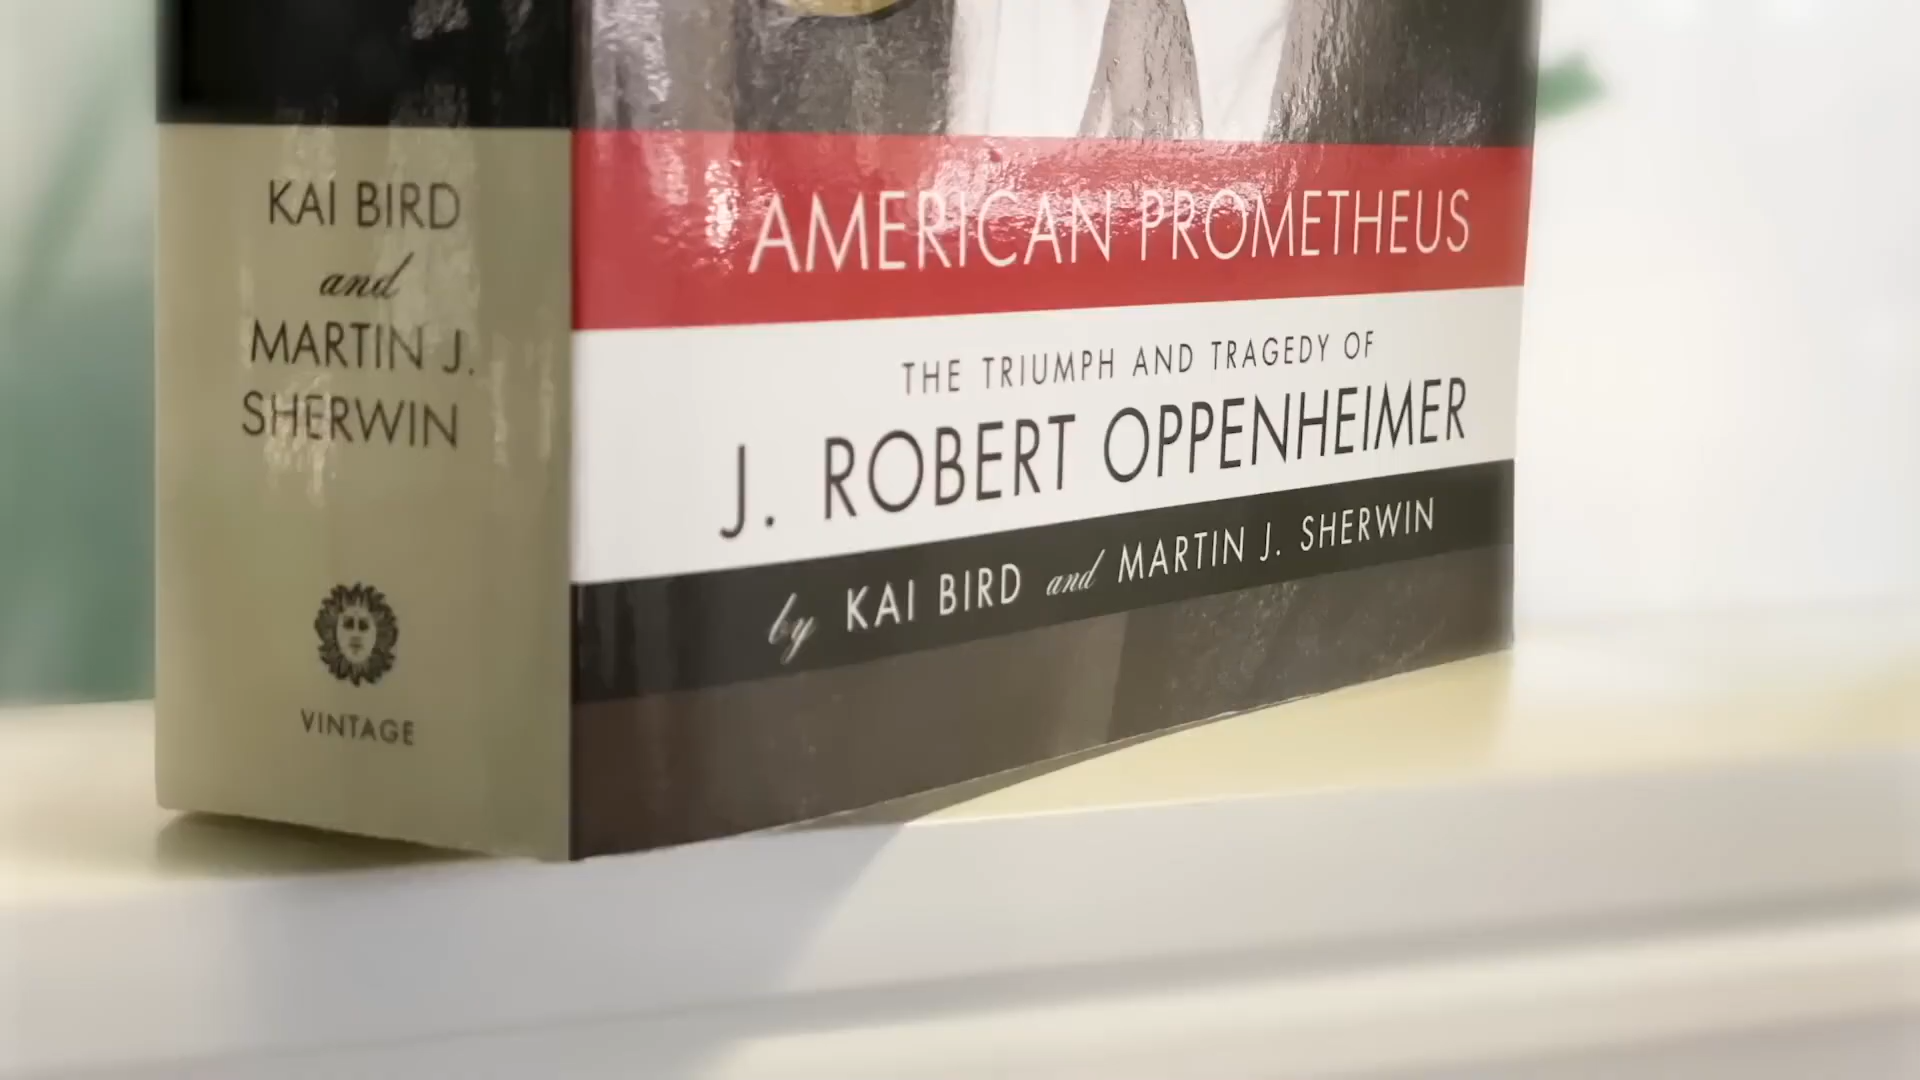 KAI BIRD
and
MARTIN J.
SHERWIN
VINTAGE
AMERICAN PROMETHEUS
THE TRIUMPH AND TRAGEDY OF
J. ROBERT OPPENHEIMER
by KAI BIRD and MARTIN J. SHERWIN